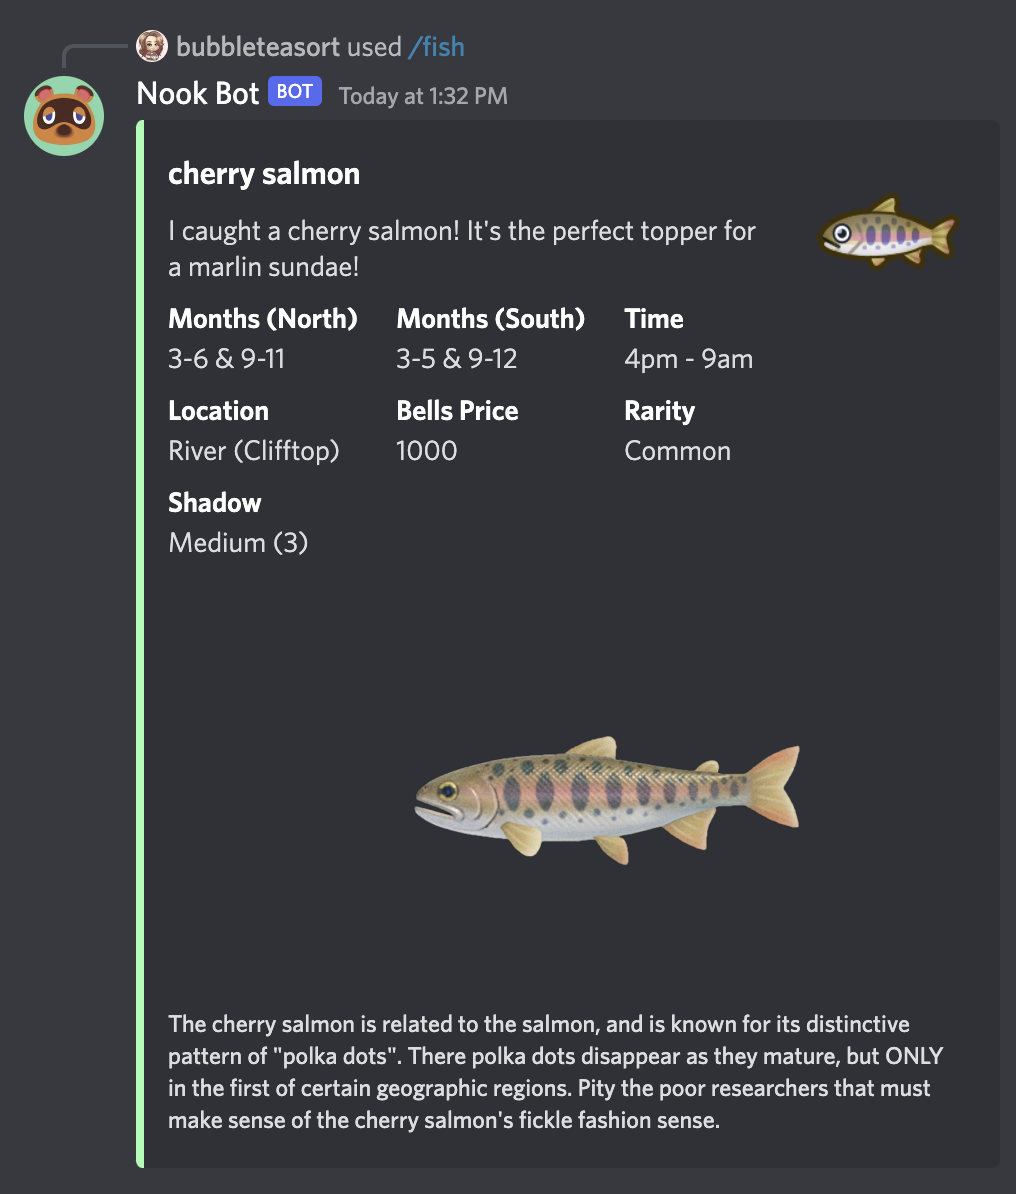 bubbleteasort used /fish
Nook Bot BOT Today at 1:32 PM
cherry salmon
I caught a cherry salmon! It's the perfect topper for
a marlin sundae!
Months (North) Months (South) Time
3-6 & 9-11 3-5 & 9-12 4pm - 9am
Location Bells Price Rarity
River (Clifftop) 1000 Common
Shadow
Medium (3)
The cherry salmon is related to the salmon, and is known for its distinctive
pattern of "polka dots". There polka dots disappear as they mature, but ONLY
in the first of certain geographic regions. Pity the poor researchers that must
make sense of the cherry salmon's fickle fashion sense.